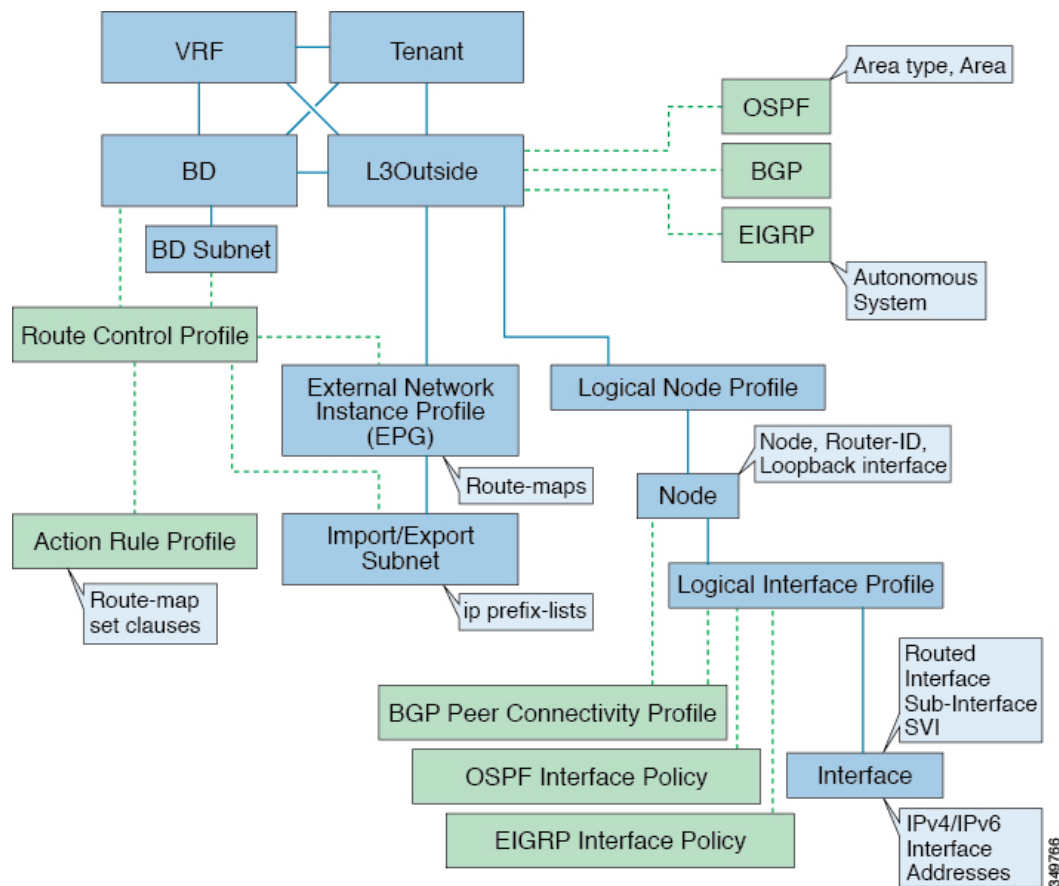 VRF
Tenant
Area type, Area
OSPF
BD
L3Outside
BGP
BD Subnet
EIGRP
Autonomous
System
Route Control Profile
External Network
Instance Profile
(EPG)
Logical Node Profile
Node, Router-ID,
Loopback interface
Route-maps
Node
Action Rule Profile
Import/Export
Subnet
Logical Interface Profile
Route-map
set clauses
ip prefix-lists
Routed
Interface
Sub-Interface
SVI
BGP Peer Connectivity Profile
OSPF Interface Policy
Interface
EIGRP Interface Policy
IPv4/IPv6
Interface
Addresses
349766